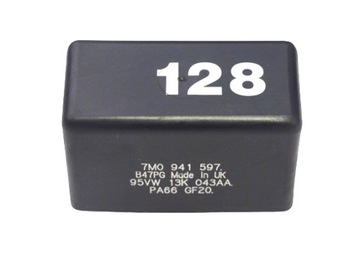 128
7M0 941 597.
B47PG Made In UK
95VW 13K 043AA.
PA66 GF20.